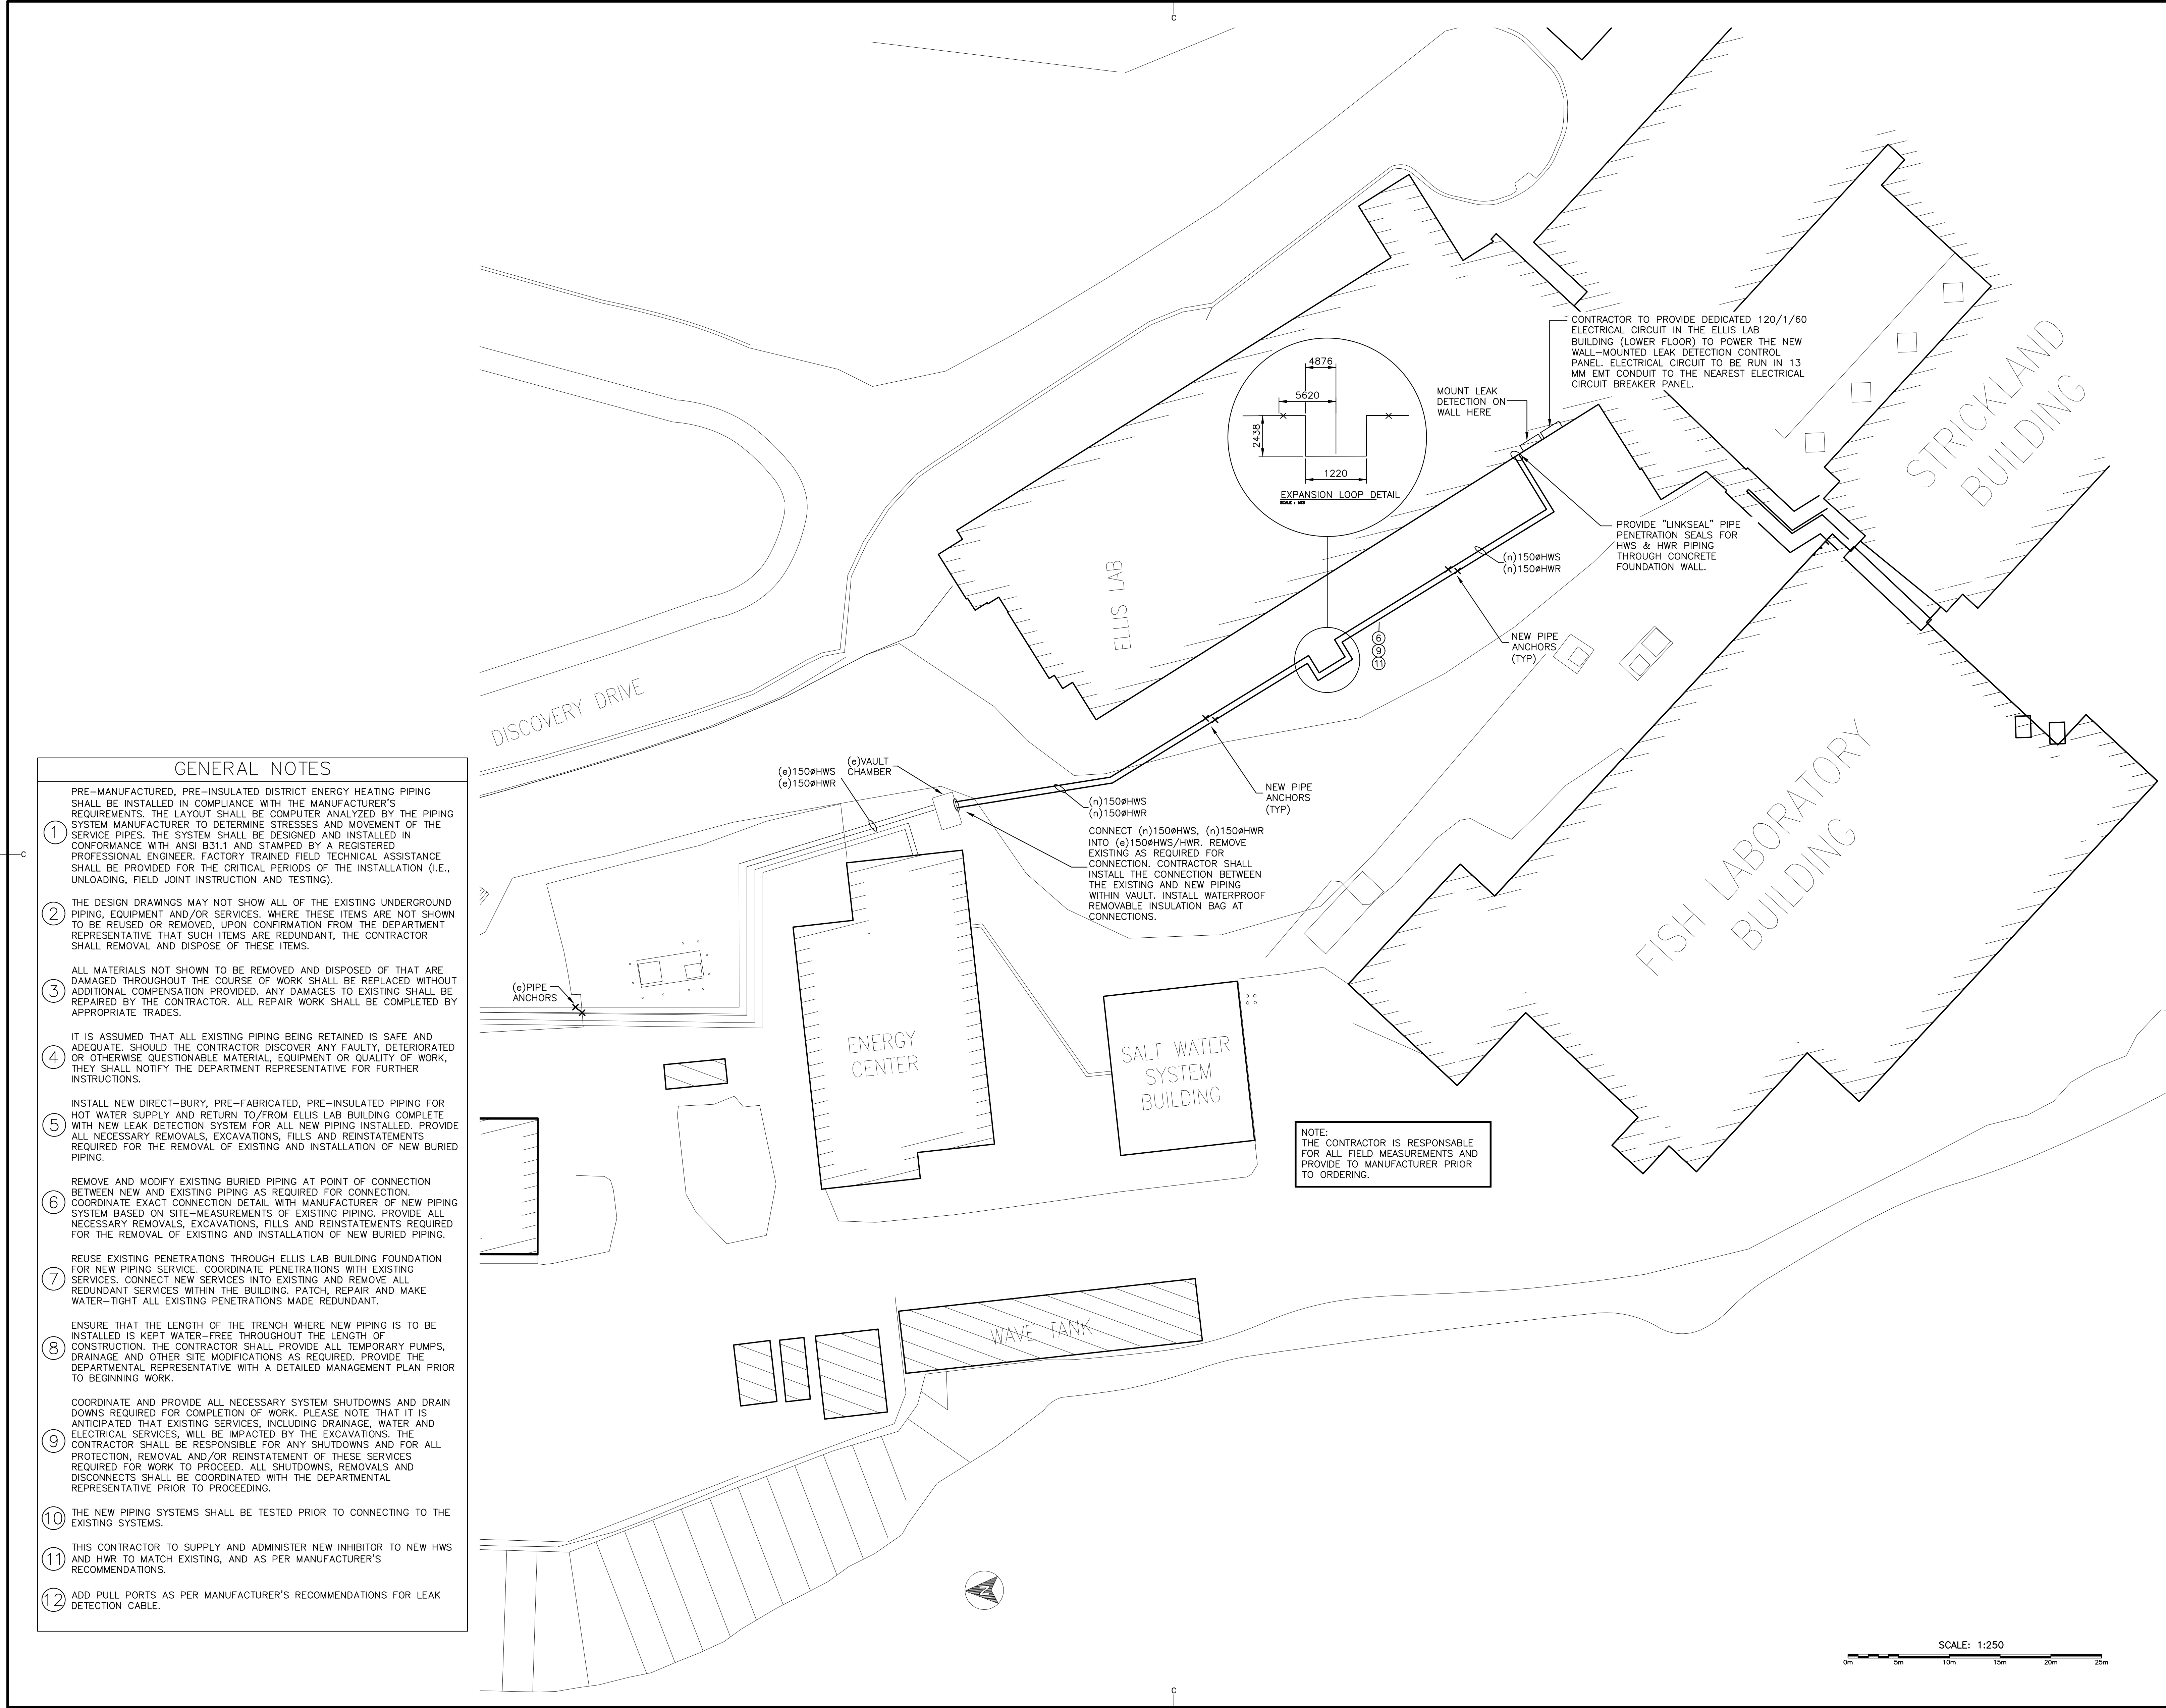 C
CONTRACTOR TO PROVIDE DEDICATED 120/1/60
ELECTRICAL CIRCUIT IN THE ELLIS LAB
BUILDING (LOWER FLOOR) TO POWER THE NEW
WALL-MOUNTED LEAK DETECTION CONTROL
PANEL. ELECTRICAL CIRCUIT TO BE RUN IN 13
MM EMT CONDUIT TO THE NEAREST ELECTRICAL
CIRCUIT BREAKER PANEL.
4876
5620
2438
1220
EXPANSION LOOP DETAIL
SCALE : NTS
MOUNT LEAK
DETECTION ON
WALL HERE
STRICKLAND
BUILDING
PROVIDE "LINKSEAL" PIPE
PENETRATION SEALS FOR
HWS & HWR PIPING
THROUGH CONCRETE
FOUNDATION WALL.
(n)150øHWS
(n)150øHWR
ELLIS LAB
6
9
11
NEW PIPE
ANCHORS
(TYP)
DISCOVERY DRIVE
(e)150øHWS
(e)150øHWR
(e)VAULT
CHAMBER
NEW PIPE
ANCHORS
(TYP)
(n)150øHWS
(n)150øHWR
CONNECT (n)150øHWS, (n)150øHWR
INTO (e)150øHWS/HWR. REMOVE
EXISTING AS REQUIRED FOR
CONNECTION. CONTRACTOR SHALL
INSTALL THE CONNECTION BETWEEN
THE EXISTING AND NEW PIPING
WITHIN VAULT. INSTALL WATERPROOF
REMOVABLE INSULATION BAG AT
CONNECTIONS.
FISH LABORATORY
BUILDING
(e)PIPE
ANCHORS
ENERGY
CENTER
SALT WATER
SYSTEM
BUILDING
NOTE:
THE CONTRACTOR IS RESPONSABLE
FOR ALL FIELD MEASUREMENTS AND
PROVIDE TO MANUFACTURER PRIOR
TO ORDERING.
WAVE TANK
N
SCALE: 1:250
0m 5m 10m 15m 20m 25m
C
C
GENERAL NOTES
1
PRE-MANUFACTURED, PRE-INSULATED DISTRICT ENERGY HEATING PIPING
SHALL BE INSTALLED IN COMPLIANCE WITH THE MANUFACTURER'S
REQUIREMENTS. THE LAYOUT SHALL BE COMPUTER ANALYZED BY THE PIPING
SYSTEM MANUFACTURER TO DETERMINE STRESSES AND MOVEMENT OF THE
SERVICE PIPES. THE SYSTEM SHALL BE DESIGNED AND INSTALLED IN
CONFORMANCE WITH ANSI B31.1 AND STAMPED BY A REGISTERED
PROFESSIONAL ENGINEER. FACTORY TRAINED FIELD TECHNICAL ASSISTANCE
SHALL BE PROVIDED FOR THE CRITICAL PERIODS OF THE INSTALLATION (I.E.,
UNLOADING, FIELD JOINT INSTRUCTION AND TESTING).
2
THE DESIGN DRAWINGS MAY NOT SHOW ALL OF THE EXISTING UNDERGROUND
PIPING, EQUIPMENT AND/OR SERVICES. WHERE THESE ITEMS ARE NOT SHOWN
TO BE REUSED OR REMOVED, UPON CONFIRMATION FROM THE DEPARTMENT
REPRESENTATIVE THAT SUCH ITEMS ARE REDUNDANT, THE CONTRACTOR
SHALL REMOVAL AND DISPOSE OF THESE ITEMS.
3
ALL MATERIALS NOT SHOWN TO BE REMOVED AND DISPOSED OF THAT ARE
DAMAGED THROUGHOUT THE COURSE OF WORK SHALL BE REPLACED WITHOUT
ADDITIONAL COMPENSATION PROVIDED. ANY DAMAGES TO EXISTING SHALL BE
REPAIRED BY THE CONTRACTOR. ALL REPAIR WORK SHALL BE COMPLETED BY
APPROPRIATE TRADES.
4
IT IS ASSUMED THAT ALL EXISTING PIPING BEING RETAINED IS SAFE AND
ADEQUATE. SHOULD THE CONTRACTOR DISCOVER ANY FAULTY, DETERIORATED
OR OTHERWISE QUESTIONABLE MATERIAL, EQUIPMENT OR QUALITY OF WORK,
THEY SHALL NOTIFY THE DEPARTMENT REPRESENTATIVE FOR FURTHER
INSTRUCTIONS.
5
INSTALL NEW DIRECT-BURY, PRE-FABRICATED, PRE-INSULATED PIPING FOR
HOT WATER SUPPLY AND RETURN TO/FROM ELLIS LAB BUILDING COMPLETE
WITH NEW LEAK DETECTION SYSTEM FOR ALL NEW PIPING INSTALLED. PROVIDE
ALL NECESSARY REMOVALS, EXCAVATIONS, FILLS AND REINSTATEMENTS
REQUIRED FOR THE REMOVAL OF EXISTING AND INSTALLATION OF NEW BURIED
PIPING.
6
REMOVE AND MODIFY EXISTING BURIED PIPING AT POINT OF CONNECTION
BETWEEN NEW AND EXISTING PIPING AS REQUIRED FOR CONNECTION.
COORDINATE EXACT CONNECTION DETAIL WITH MANUFACTURER OF NEW PIPING
SYSTEM BASED ON SITE-MEASUREMENTS OF EXISTING PIPING. PROVIDE ALL
NECESSARY REMOVALS, EXCAVATIONS, FILLS AND REINSTATEMENTS REQUIRED
FOR THE REMOVAL OF EXISTING AND INSTALLATION OF NEW BURIED PIPING.
7
REUSE EXISTING PENETRATIONS THROUGH ELLIS LAB BUILDING FOUNDATION
FOR NEW PIPING SERVICE. COORDINATE PENETRATIONS WITH EXISTING
SERVICES. CONNECT NEW SERVICES INTO EXISTING AND REMOVE ALL
REDUNDANT SERVICES WITHIN THE BUILDING. PATCH, REPAIR AND MAKE
WATER-TIGHT ALL EXISTING PENETRATIONS MADE REDUNDANT.
8
ENSURE THAT THE LENGTH OF THE TRENCH WHERE NEW PIPING IS TO BE
INSTALLED IS KEPT WATER-FREE THROUGHOUT THE LENGTH OF
CONSTRUCTION. THE CONTRACTOR SHALL PROVIDE ALL TEMPORARY PUMPS,
DRAINAGE AND OTHER SITE MODIFICATIONS AS REQUIRED. PROVIDE THE
DEPARTMENTAL REPRESENTATIVE WITH A DETAILED MANAGEMENT PLAN PRIOR
TO BEGINNING WORK.
9
COORDINATE AND PROVIDE ALL NECESSARY SYSTEM SHUTDOWNS AND DRAIN
DOWNS REQUIRED FOR COMPLETION OF WORK. PLEASE NOTE THAT IT IS
ANTICIPATED THAT EXISTING SERVICES, INCLUDING DRAINAGE, WATER AND
ELECTRICAL SERVICES, WILL BE IMPACTED BY THE EXCAVATIONS. THE
CONTRACTOR SHALL BE RESPONSIBLE FOR ANY SHUTDOWNS AND FOR ALL
PROTECTION, REMOVAL AND/OR REINSTATEMENT OF THESE SERVICES
REQUIRED FOR WORK TO PROCEED. ALL SHUTDOWNS, REMOVALS AND
DISCONNECTS SHALL BE COORDINATED WITH THE DEPARTMENTAL
REPRESENTATIVE PRIOR TO PROCEEDING.
10
THE NEW PIPING SYSTEMS SHALL BE TESTED PRIOR TO CONNECTING TO THE
EXISTING SYSTEMS.
11
THIS CONTRACTOR TO SUPPLY AND ADMINISTER NEW INHIBITOR TO NEW HWS
AND HWR TO MATCH EXISTING, AND AS PER MANUFACTURER'S
RECOMMENDATIONS.
12
ADD PULL PORTS AS PER MANUFACTURER'S RECOMMENDATIONS FOR LEAK
DETECTION CABLE.